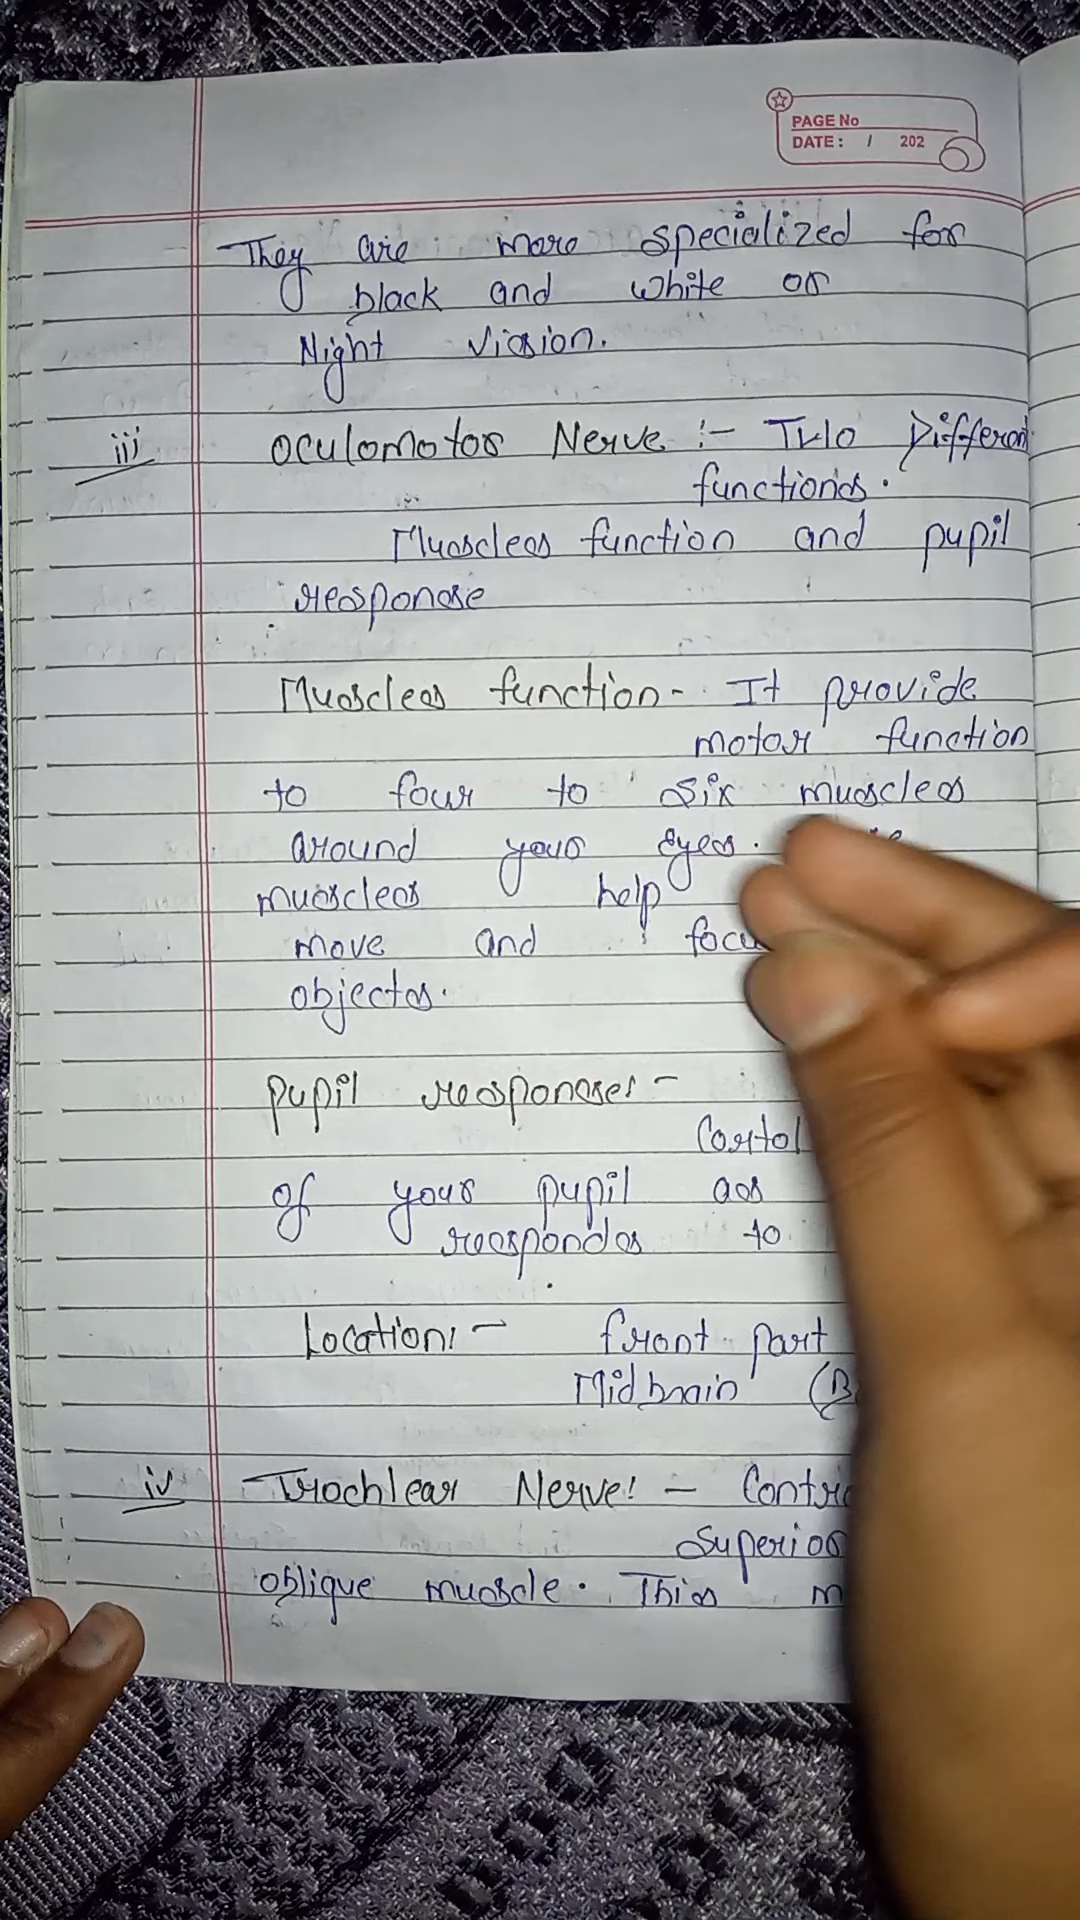 PAGE No
DATE: / 202
They are more specialized for
black and white or
Night Vission.
iii) Oculomotor Nerve :- Two Different
functions.
Muscles function and pupil
response
Muscles function - It provide
motor function
to four to six muscles
around your eyes.
muscles help
move and
objects.
Pupil response:-
of your pupil as
responds to
Location:- front part
Midbrain
iv Trochlear Nerve:-
Superior
oblique muscle. This